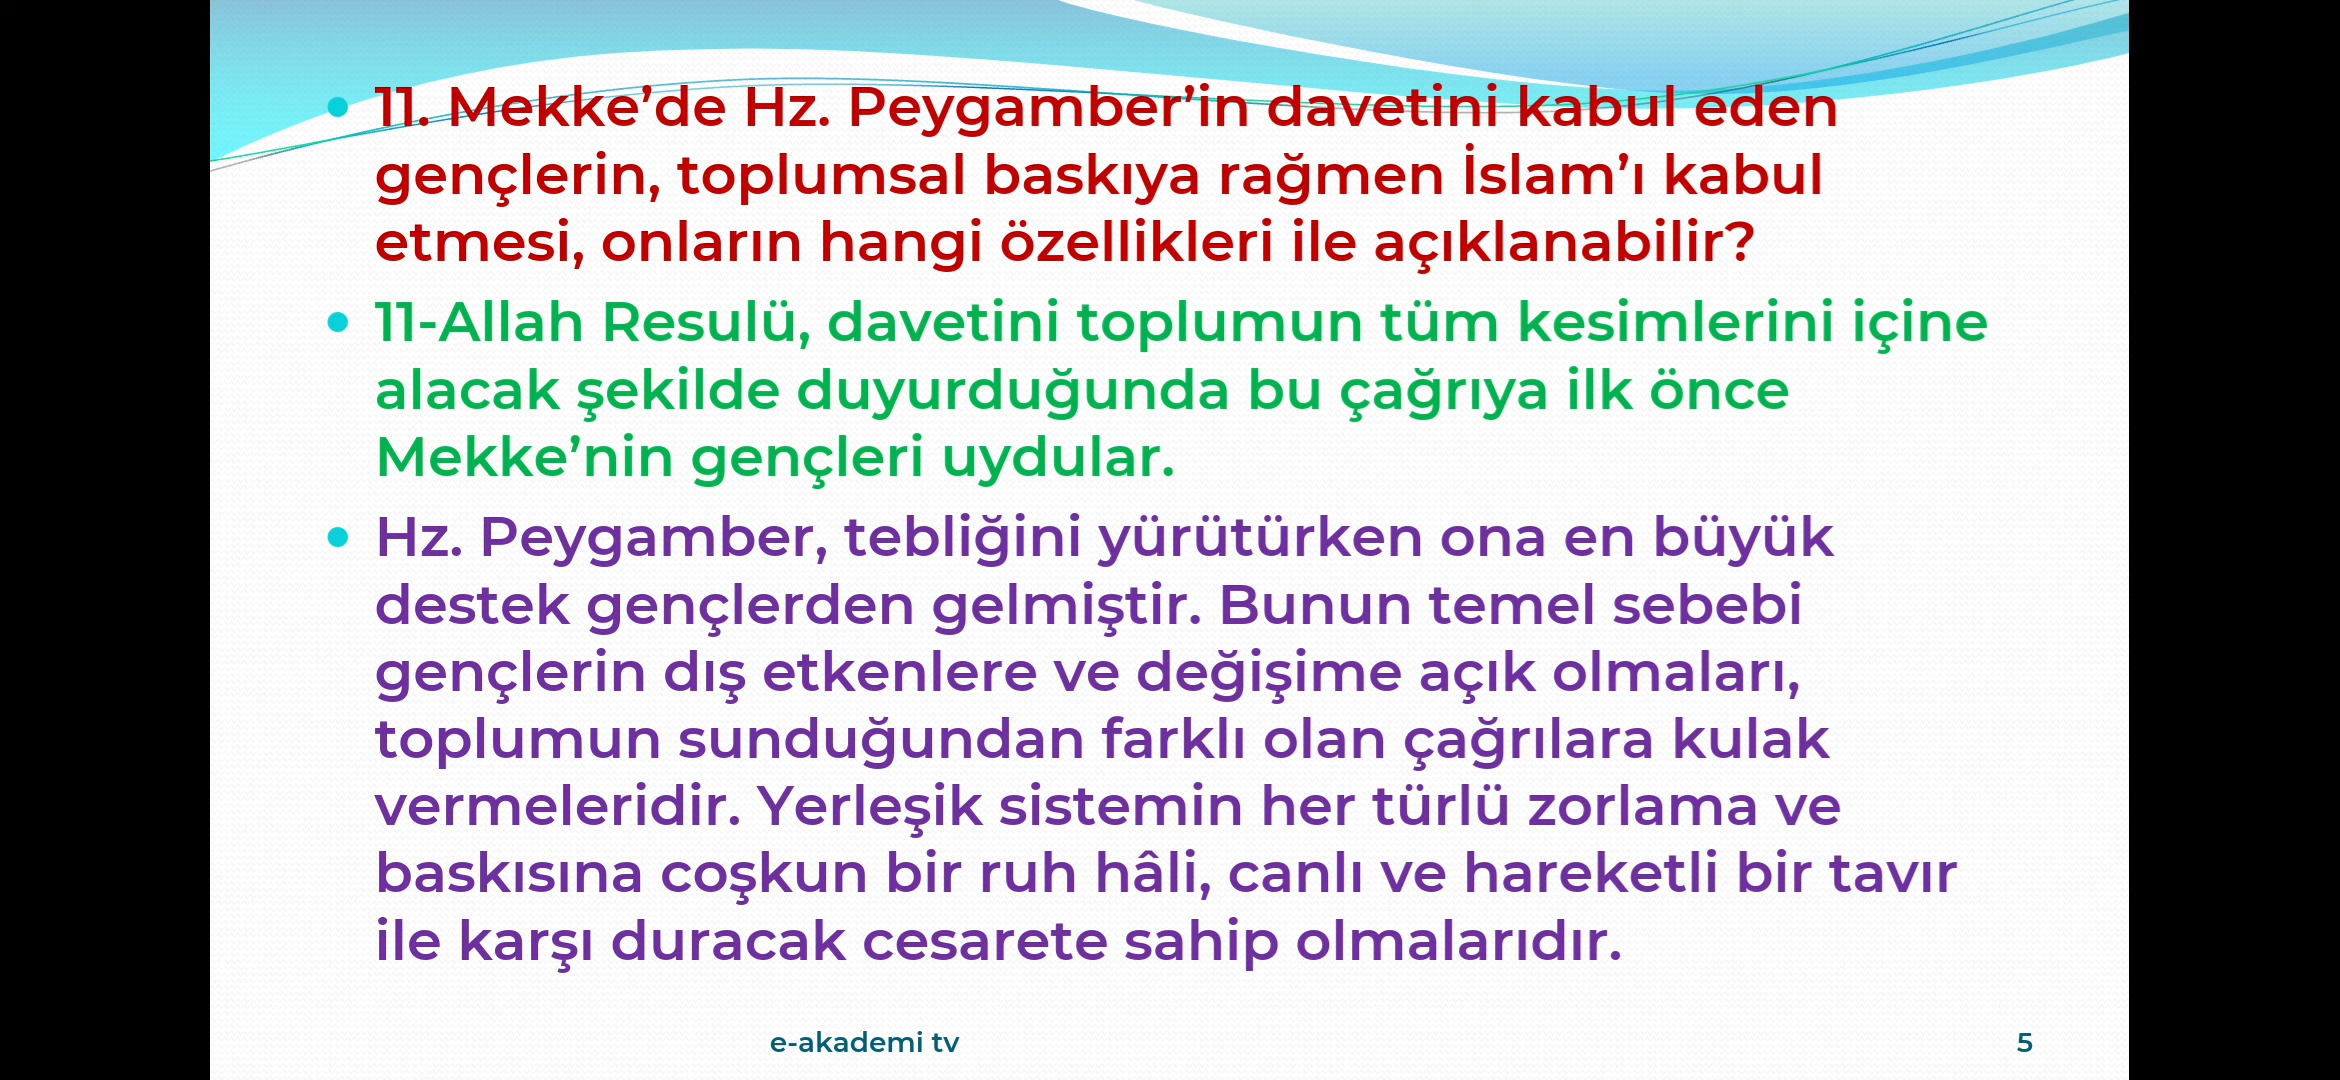 11. Mekke’de Hz. Peygamber’in davetini kabul eden
gençlerin, toplumsal baskıya rağmen İslam’ı kabul
etmesi, onların hangi özellikleri ile açıklanabilir?
11-Allah Resulü, davetini toplumun tüm kesimlerini içine
alacak şekilde duyurduğunda bu çağrıya ilk önce
Mekke’nin gençleri uydular.
Hz. Peygamber, tebliğini yürütürken ona en büyük
destek gençlerden gelmiştir. Bunun temel sebebi
gençlerin dış etkenlere ve değişime açık olmaları,
toplumun sunduğundan farklı olan çağrılara kulak
vermeleridir. Yerleşik sistemin her türlü zorlama ve
baskısına coşkun bir ruh hâli, canlı ve hareketli bir tavır
ile karşı duracak cesarete sahip olmalarıdır.
e-akademi tv
5